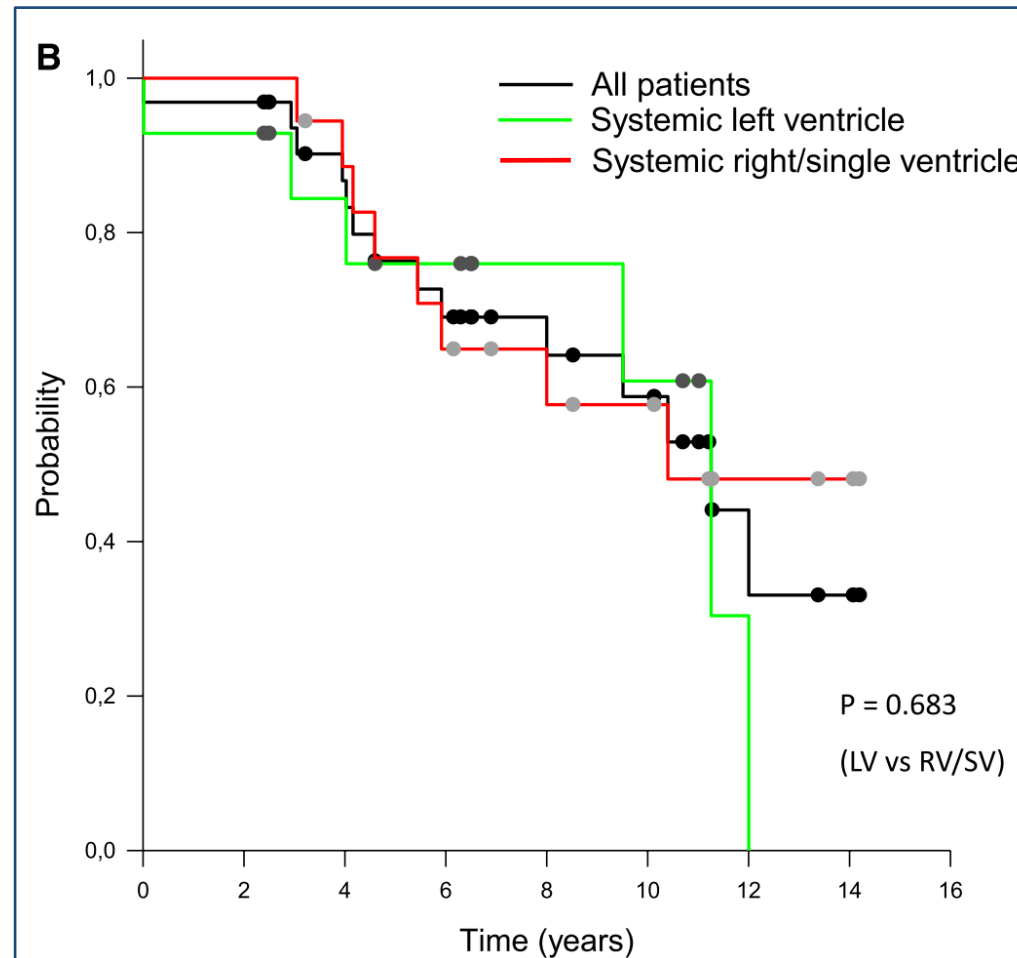 B
All patients
Systemic left ventricle
Systemic right/single ventricle
1,0
0,8
0,6
0,4
0,2
0,0
Probability
P = 0.683
(LV vs RV/SV)
0 2 4 6 8 10 12 14 16
Time (years)